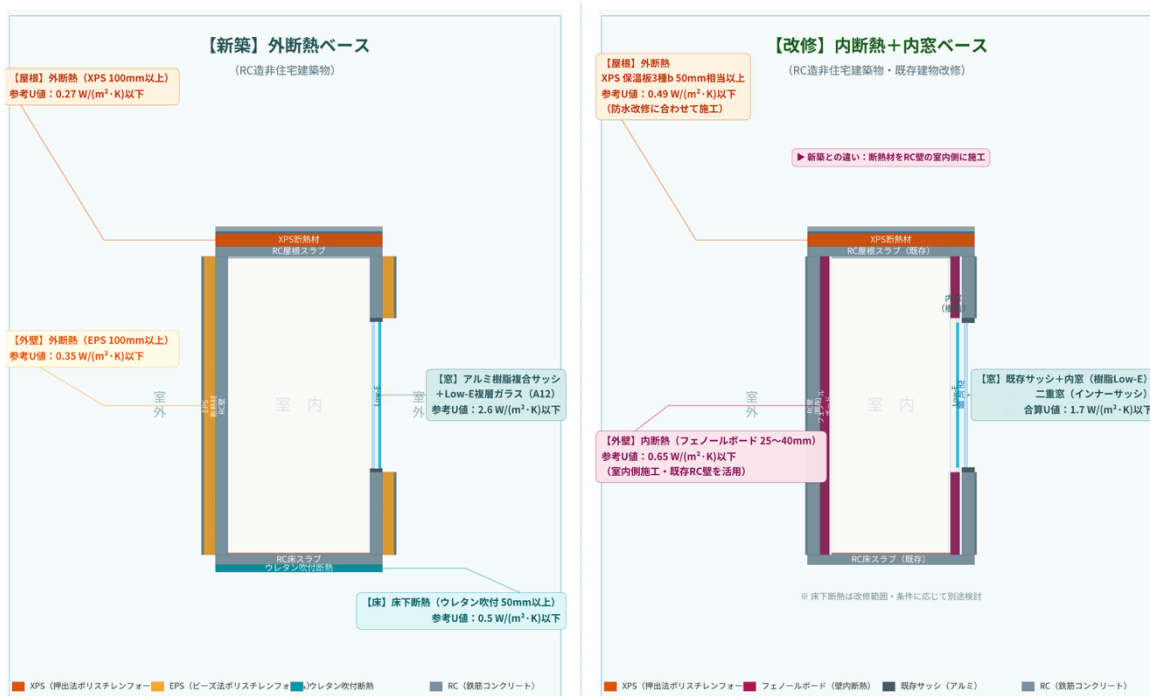 【新築】外断熱ベース
（RC造非住宅建築物）
【屋根】外断熱（XPS 100mm以上）
参考U値：0.27 W/(m²·K)以下
XPS断熱材
RC屋根スラブ
【外壁】外断熱（EPS 100mm以上）
参考U値：0.35 W/(m²·K)以下
室外
EPS
断熱材
RC壁
室 内
Low-E
室外
【窓】アルミ樹脂複合サッシ
＋Low-E複層ガラス（A12）
参考U値：2.6 W/(m²·K)以下
RC床スラブ
ウレタン吹付断熱
【床】床下断熱（ウレタン吹付 50mm以上）
参考U値：0.5 W/(m²·K)以下
XPS（押出法ポリスチレンフォー
EPS（ビーズ法ポリスチレンフォ
ウレタン吹付断熱
RC（鉄筋コンクリート）
【改修】内断熱＋内窓ベース
（RC造非住宅建築物・既存建物改修）
【屋根】外断熱
XPS 保温板3種b 50mm相当以上
参考U値：0.49 W/(m²·K)以下
（防水改修に合わせて施工）
▶ 新築との違い：断熱材をRC壁の室内側に施工
XPS断熱材
RC屋根スラブ（既存）
室外
RC壁
室 内
Low-E
【窓】既存サッシ＋内窓（樹脂Low-E）
二重窓（インナーサッシ）
合算U値：1.7 W/(m²·K)以下
【外壁】内断熱（フェノールボード 25〜40mm）
参考U値：0.65 W/(m²·K)以下
（室内側施工・既存RC壁を活用）
RC床スラブ（既存）
※ 床下断熱は改修範囲・条件に応じて別途検討
XPS（押出法ポリスチレンフォー
フェノールボード（壁内断熱）
既存サッシ（アルミ）
RC（鉄筋コンクリート）